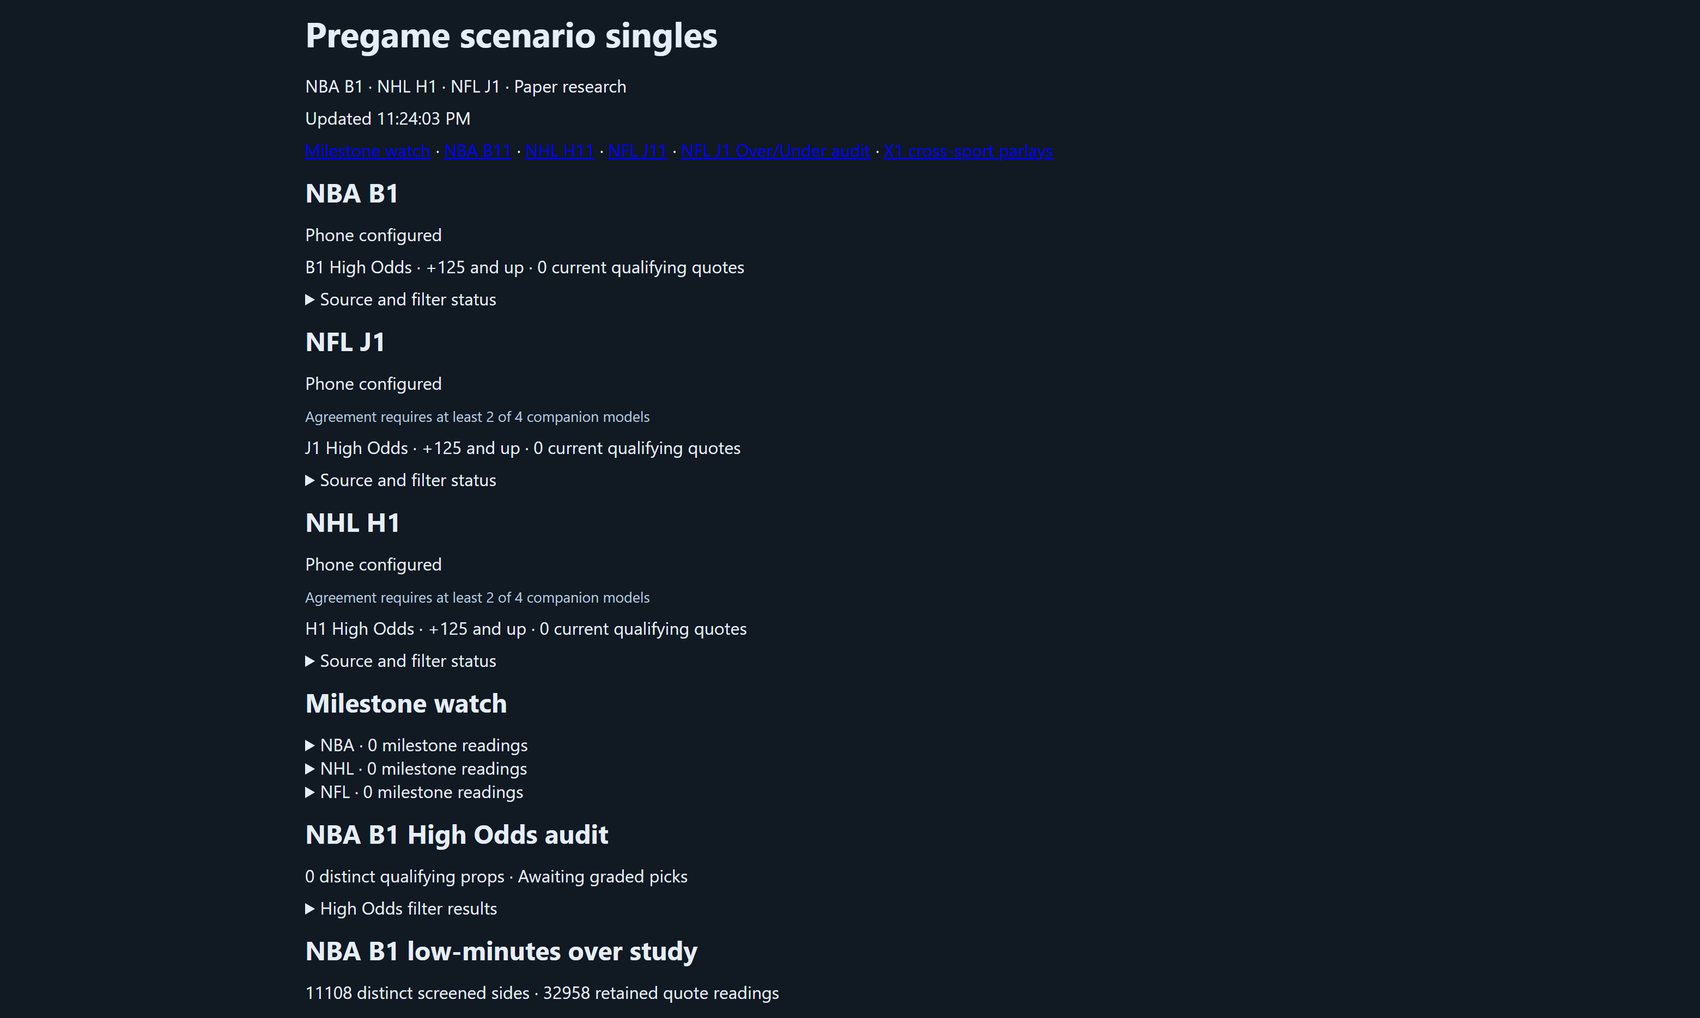 Pregame scenario singles
NBA B1 · NHL H1 · NFL J1 · Paper research
Updated 11:24:03 PM
Milestone watch · NBA B11 · NHL H11 · NFL J11 · NFL J1 Over/Under audit · X1 cross-sport parlays
NBA B1
Phone configured
B1 High Odds · +125 and up · 0 current qualifying quotes
▶ Source and filter status
NFL J1
Phone configured
Agreement requires at least 2 of 4 companion models
J1 High Odds · +125 and up · 0 current qualifying quotes
▶ Source and filter status
NHL H1
Phone configured
Agreement requires at least 2 of 4 companion models
H1 High Odds · +125 and up · 0 current qualifying quotes
▶ Source and filter status
Milestone watch
▶ NBA · 0 milestone readings
▶ NHL · 0 milestone readings
▶ NFL · 0 milestone readings
NBA B1 High Odds audit
0 distinct qualifying props · Awaiting graded picks
▶ High Odds filter results
NBA B1 low-minutes over study
11108 distinct screened sides · 32958 retained quote readings